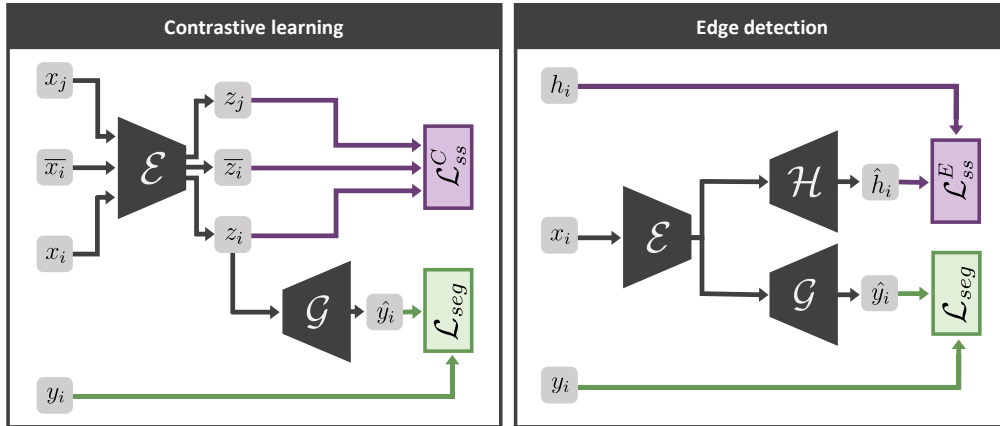 Contrastive learning
x_j
\overline{x_i}
x_i
\mathcal{E}
z_j
\overline{z_i}
z_i
\mathcal{L}_{ss}^{C}
\mathcal{G}
\hat{y}_i
\mathcal{L}_{seg}
y_i
Edge detection
h_i
x_i
\mathcal{E}
\mathcal{H}
\hat{h}_i
\mathcal{L}_{ss}^{E}
\mathcal{G}
\hat{y}_i
\mathcal{L}_{seg}
y_i